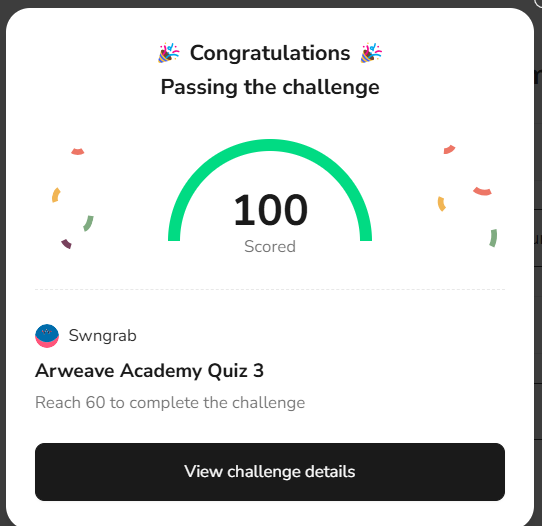 Congratulations
Passing the challenge
100
Scored
Swngrab
Arweave Academy Quiz 3
Reach 60 to complete the challenge
View challenge details